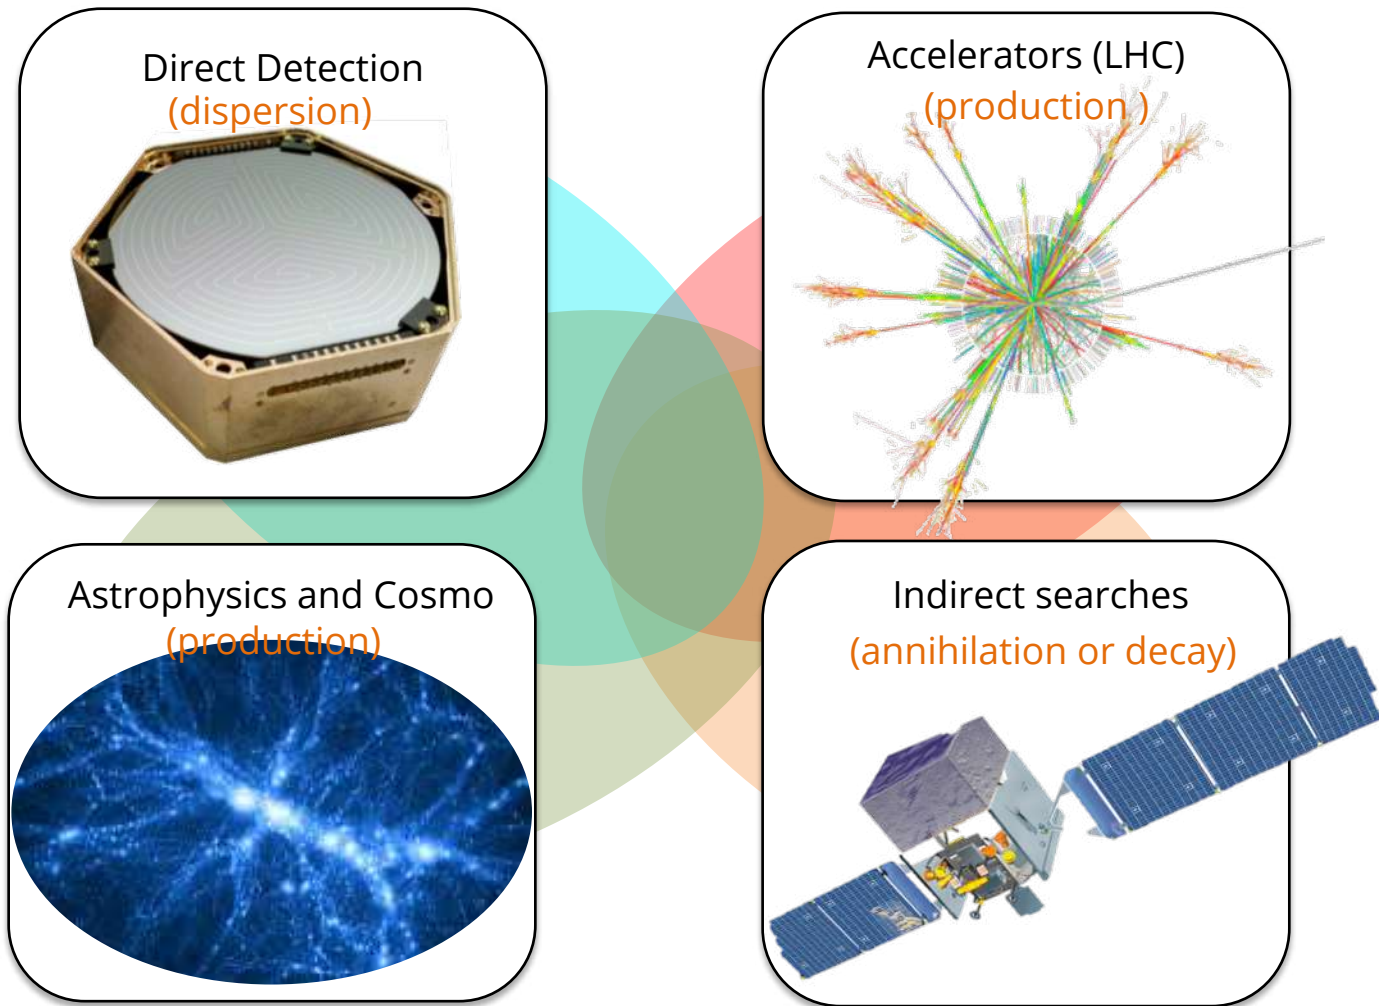 Direct Detection
(dispersion)
Accelerators (LHC)
(production )
Astrophysics and Cosmo
(production)
Indirect searches
(annihilation or decay)